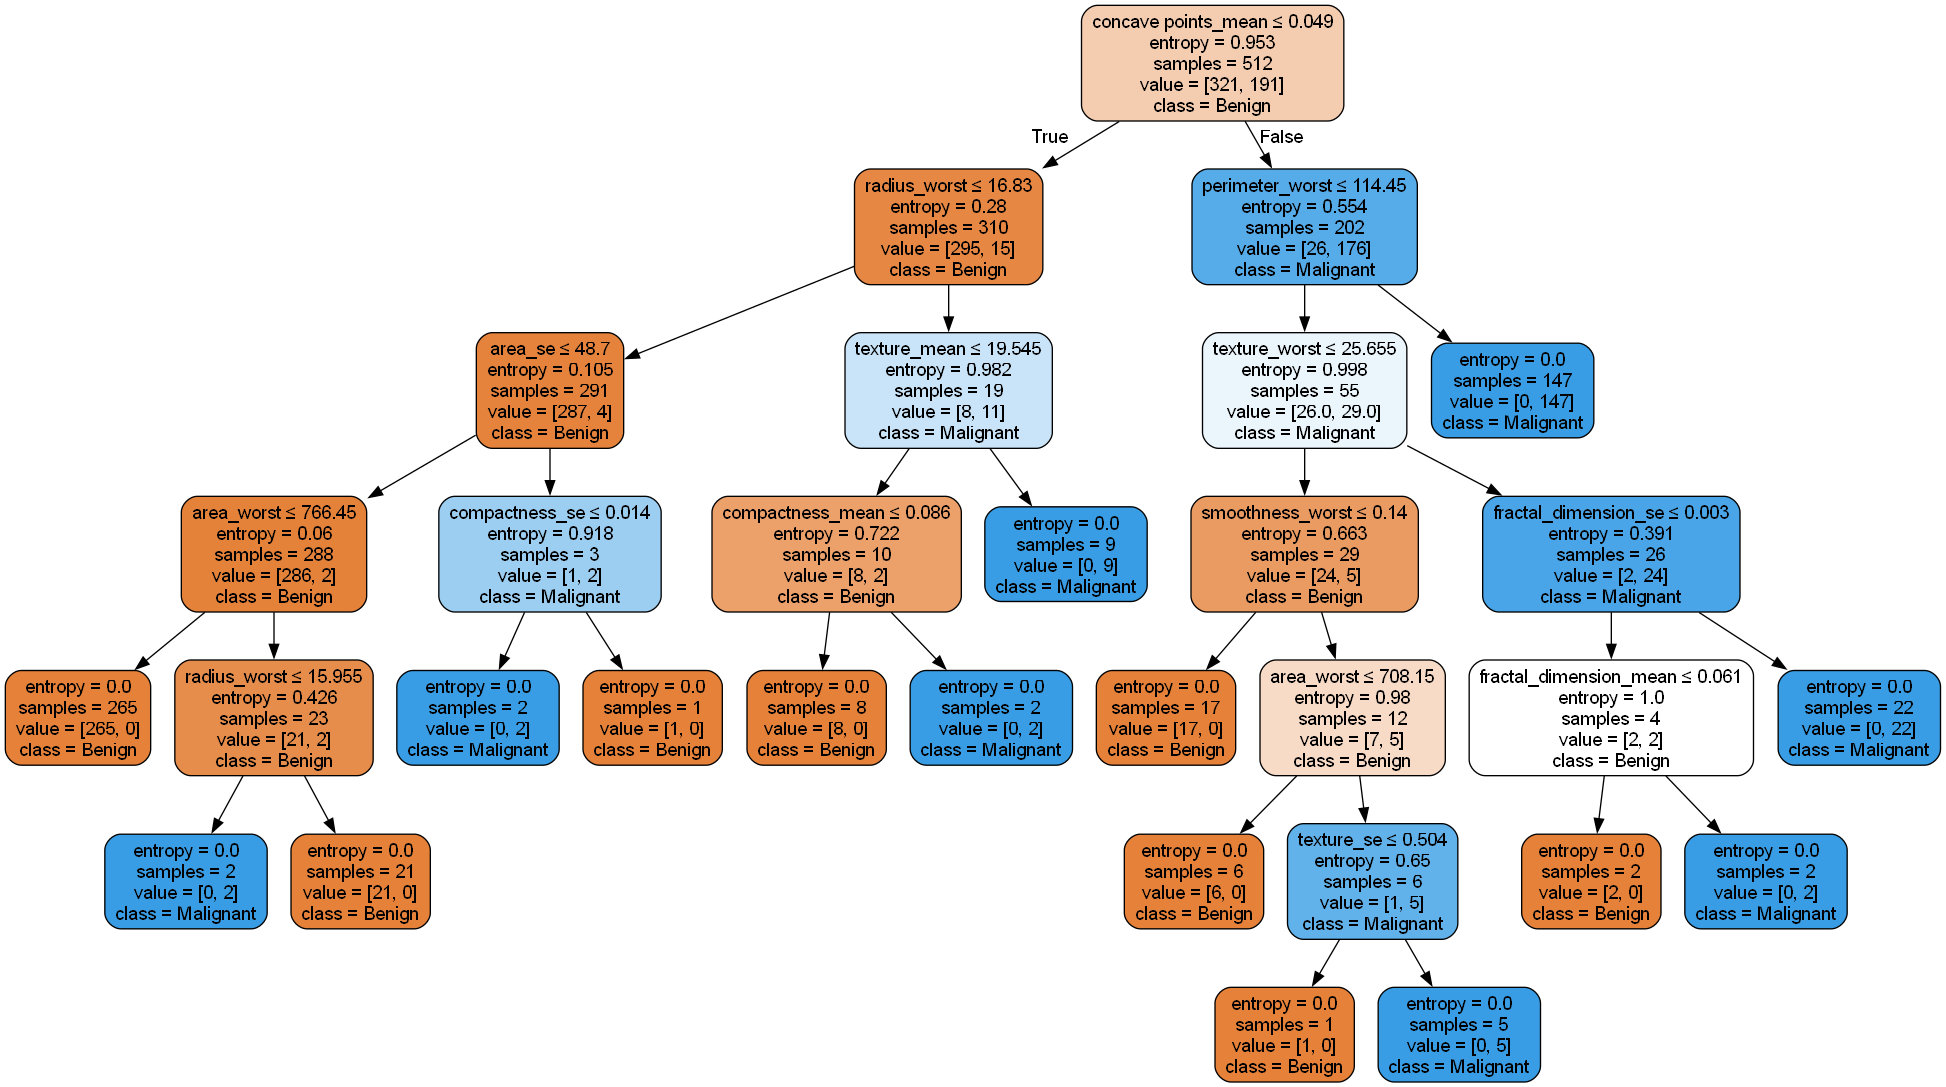 concave points_mean ≤ 0.049
entropy = 0.953
samples = 512
value = [321, 191]
class = Benign
True
False
radius_worst ≤ 16.83
entropy = 0.28
samples = 310
value = [295, 15]
class = Benign
perimeter_worst ≤ 114.45
entropy = 0.554
samples = 202
value = [26, 176]
class = Malignant
area_se ≤ 48.7
entropy = 0.105
samples = 291
value = [287, 4]
class = Benign
texture_mean ≤ 19.545
entropy = 0.982
samples = 19
value = [8, 11]
class = Malignant
texture_worst ≤ 25.655
entropy = 0.998
samples = 55
value = [26.0, 29.0]
class = Malignant
entropy = 0.0
samples = 147
value = [0, 147]
class = Malignant
area_worst ≤ 766.45
entropy = 0.06
samples = 288
value = [286, 2]
class = Benign
compactness_se ≤ 0.014
entropy = 0.918
samples = 3
value = [1, 2]
class = Malignant
compactness_mean ≤ 0.086
entropy = 0.722
samples = 10
value = [8, 2]
class = Benign
entropy = 0.0
samples = 9
value = [0, 9]
class = Malignant
smoothness_worst ≤ 0.14
entropy = 0.663
samples = 29
value = [24, 5]
class = Benign
fractal_dimension_se ≤ 0.003
entropy = 0.391
samples = 26
value = [2, 24]
class = Malignant
entropy = 0.0
samples = 265
value = [265, 0]
class = Benign
radius_worst ≤ 15.955
entropy = 0.426
samples = 23
value = [21, 2]
class = Benign
entropy = 0.0
samples = 2
value = [0, 2]
class = Malignant
entropy = 0.0
samples = 1
value = [1, 0]
class = Benign
entropy = 0.0
samples = 8
value = [8, 0]
class = Benign
entropy = 0.0
samples = 2
value = [0, 2]
class = Malignant
entropy = 0.0
samples = 17
value = [17, 0]
class = Benign
area_worst ≤ 708.15
entropy = 0.98
samples = 12
value = [7, 5]
class = Benign
fractal_dimension_mean ≤ 0.061
entropy = 1.0
samples = 4
value = [2, 2]
class = Benign
entropy = 0.0
samples = 22
value = [0, 22]
class = Malignant
entropy = 0.0
samples = 2
value = [0, 2]
class = Malignant
entropy = 0.0
samples = 21
value = [21, 0]
class = Benign
entropy = 0.0
samples = 6
value = [6, 0]
class = Benign
texture_se ≤ 0.504
entropy = 0.65
samples = 6
value = [1, 5]
class = Malignant
entropy = 0.0
samples = 2
value = [2, 0]
class = Benign
entropy = 0.0
samples = 2
value = [0, 2]
class = Malignant
entropy = 0.0
samples = 1
value = [1, 0]
class = Benign
entropy = 0.0
samples = 5
value = [0, 5]
class = Malignant